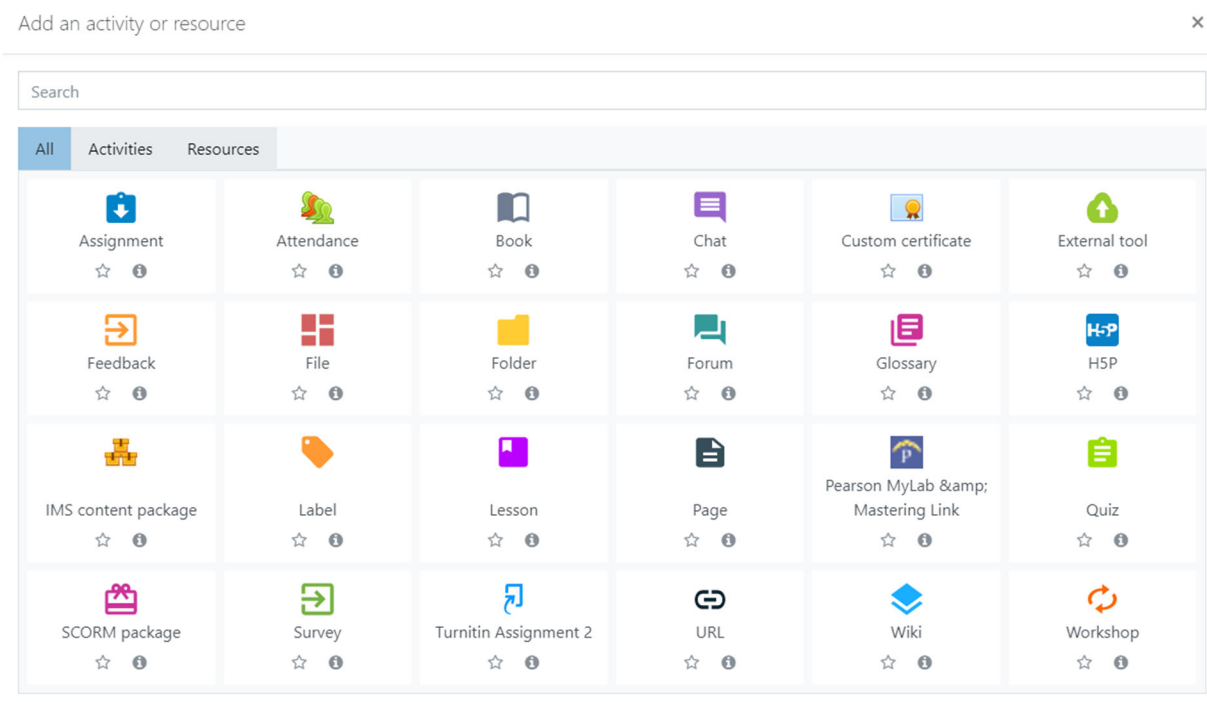 Add an activity or resource ×
Search
All Activities Resources
Assignment Attendance Book Chat Custom certificate External tool
H5P
Feedback File Folder Forum Glossary H5P
p
Pearson MyLab &amp;
IMS content package Label Lesson Page Mastering Link Quiz
SCORM package Survey Turnitin Assignment 2 URL Wiki Workshop